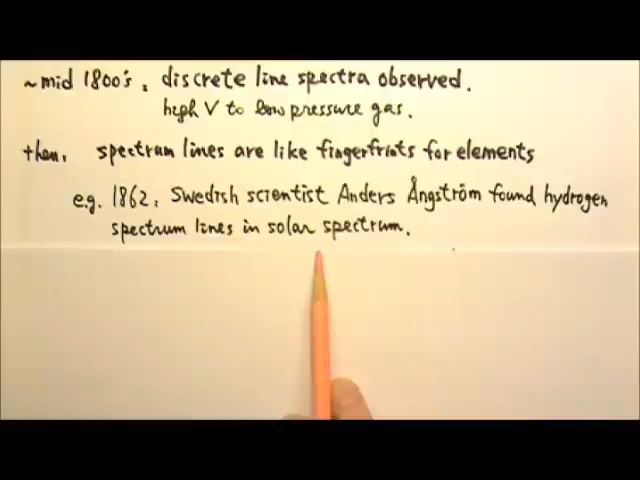 ~mid 1800's, discrete line spectra observed.
high V to low pressure gas.
then, spectrum lines are like fingerprints for elements
e.g. 1862, Swedish scientist Anders Ångström found hydrogen
spectrum lines in solar spectrum.